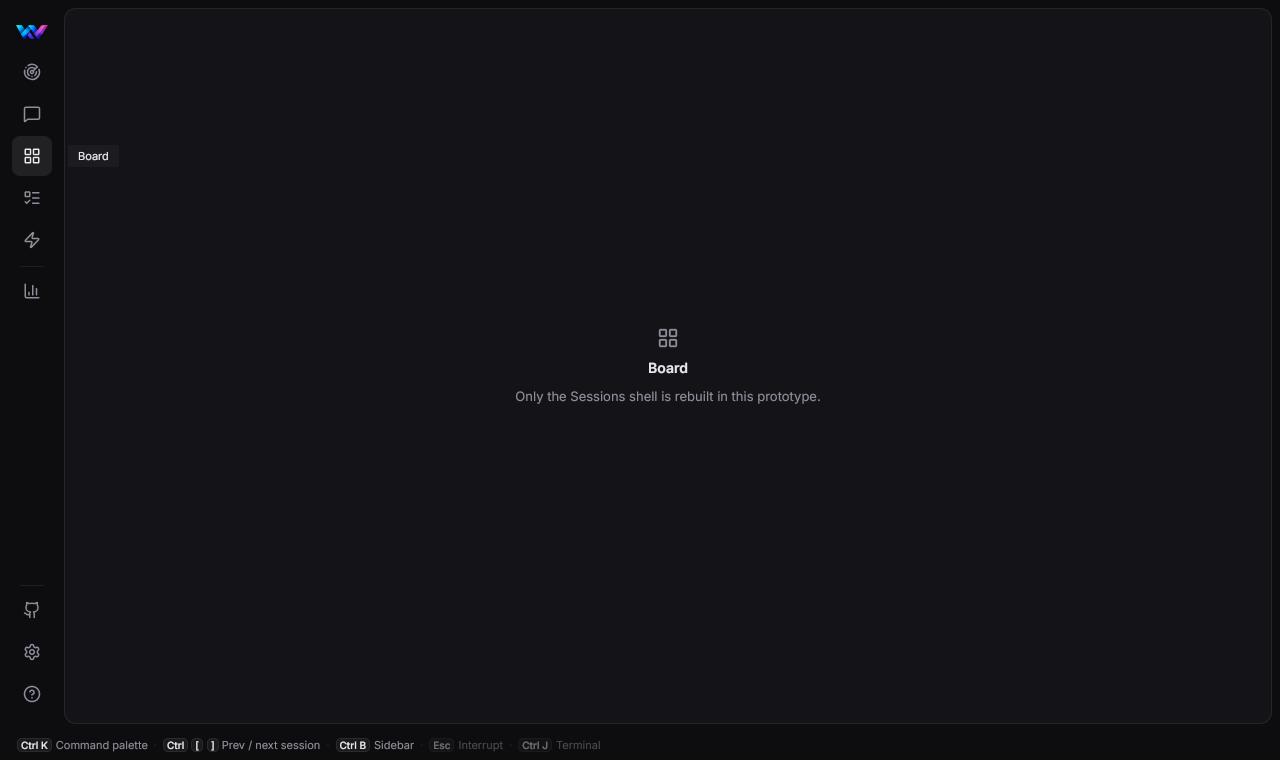 Board
Board
Only the Sessions shell is rebuilt in this prototype.
Ctrl K Command palette · Ctrl [ ] Prev / next session · Ctrl B Sidebar · Esc Interrupt · Ctrl J Terminal